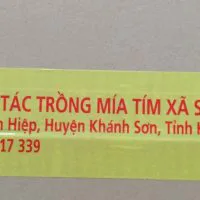 TÁC TRỒNG MÍA TÍM XÃ S
Hiệp, Huyện Khánh Sơn, Tỉnh
17 339